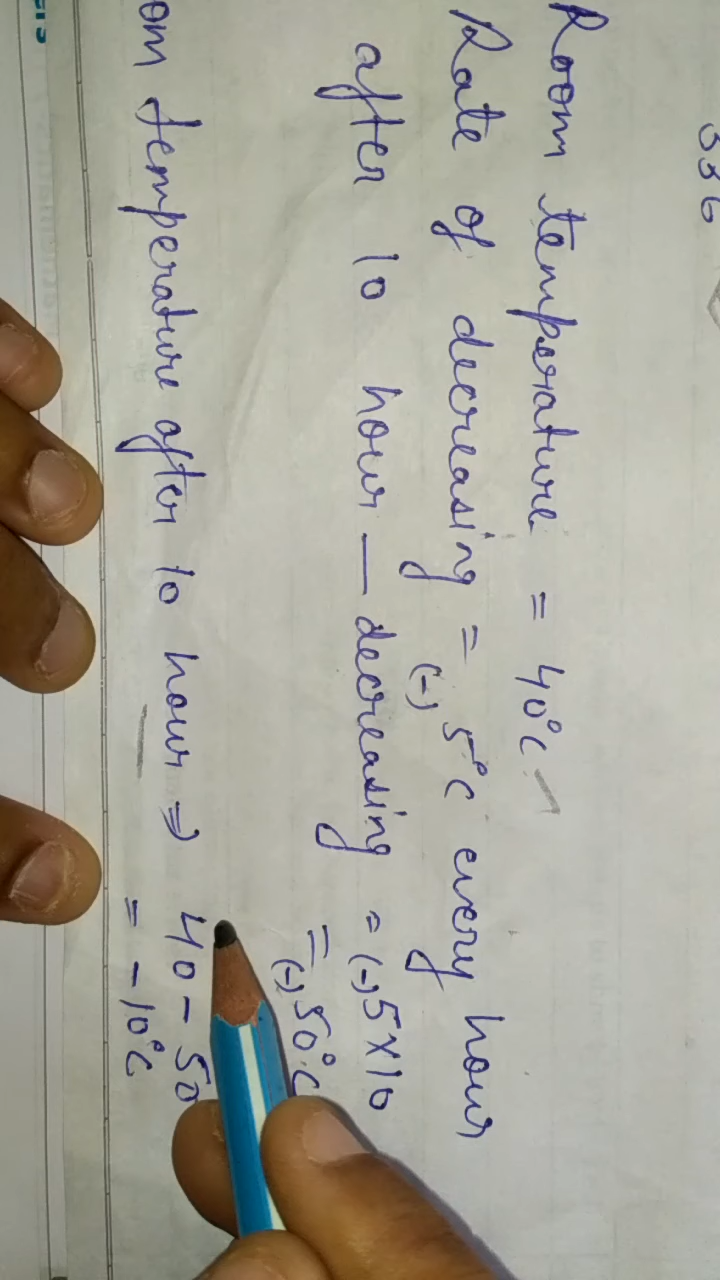 336
Room temperature = 40°C
Rate of decreasing = (-) 5°C every hour
after 10 hour — decreasing = (-) 5 x 10
= (-) 50°C
om temperature after 10 hour ⇒ 40 - 50
= - 10°C